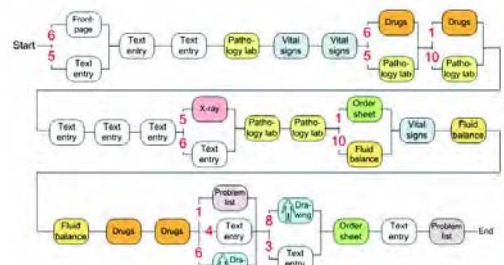 Front-
page
6
Start
5
Text
entry
Text
entry
Text
entry
Patho-
logy lab
Vital
signs
Vital
signs
6
Drugs
5
Patho-
logy lab
1
Drugs
10
Patho-
logy lab
Text
entry
Text
entry
Text
entry
5
X-ray
6
Text
entry
Patho-
logy lab
Patho-
logy lab
1
Order
sheet
10
Fluid
balance
Vital
signs
Fluid
balance
Fluid
balance
Drugs
Drugs
1
Problem
list
4
Text
entry
6
Dra-
8
Dra-
wing
3
Text
entry
Order
sheet
Text
entry
Problem
list
End